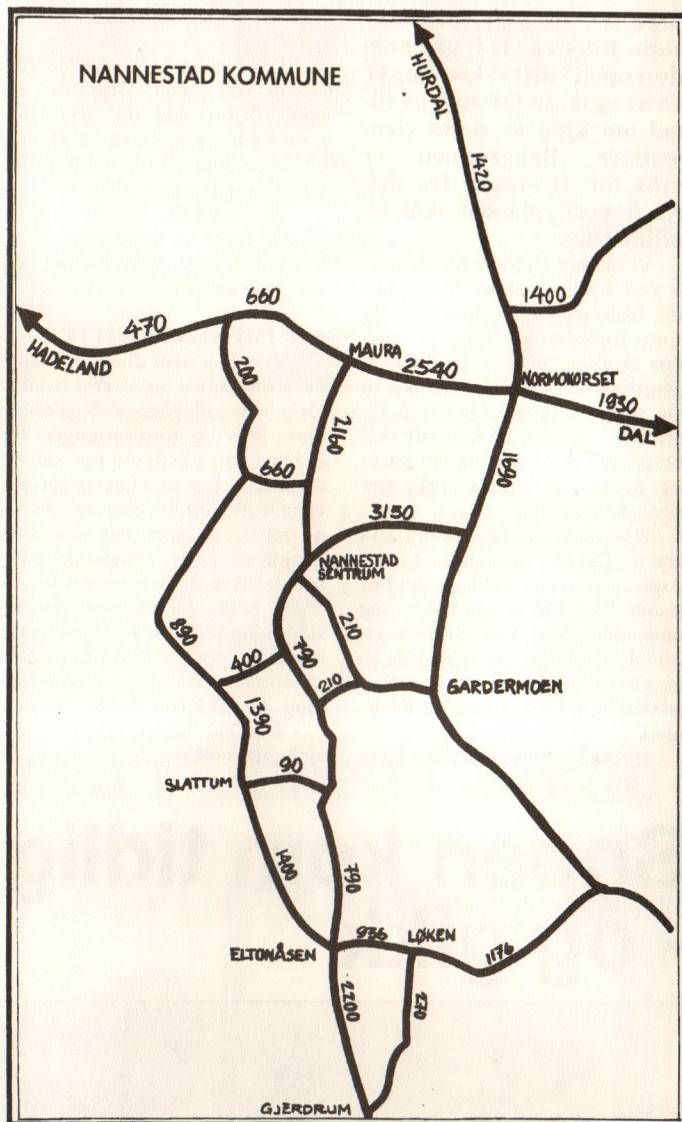 NANNESTAD KOMMUNE
HURDAL
1420
1400
660
470
HADELAND
200
MAURA
2540
NORMOKORSET
1930
DAL
2160
1690
660
3150
NANNESTAD
SENTRUM
210
890
400
790
210
GARDERMOEN
1390
90
SLATTUM
1400
790
936
LØKEN
1176
ELTONÅSEN
2200
230
GJERDRUM